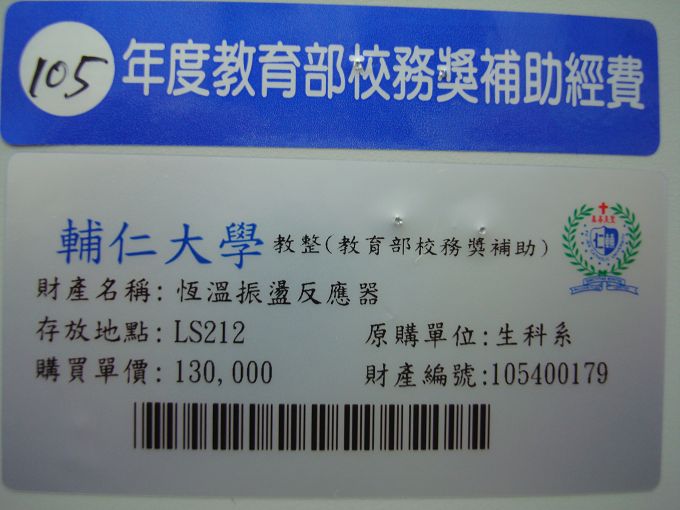 105 年度教育部校務獎補助經費
輔仁大學 教整(教育部校務獎補助)
財產名稱: 恆溫振盪反應器
存放地點: LS212 原購單位:生科系
購買單價: 130,000 財產編號:105400179